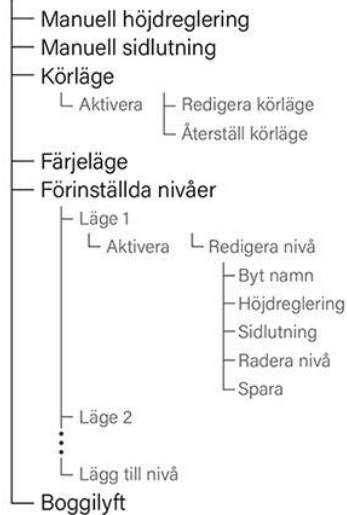 Manuell höjdreglering
Manuell sidlutning
Körläge
Aktivera Redigera körläge
Återställ körläge
Färjeläge
Förinställda nivåer
Läge 1
Aktivera Redigera nivå
Byt namn
Höjdreglering
Sidlutning
Radera nivå
Spara
Läge 2
Lägg till nivå
Boggilyft